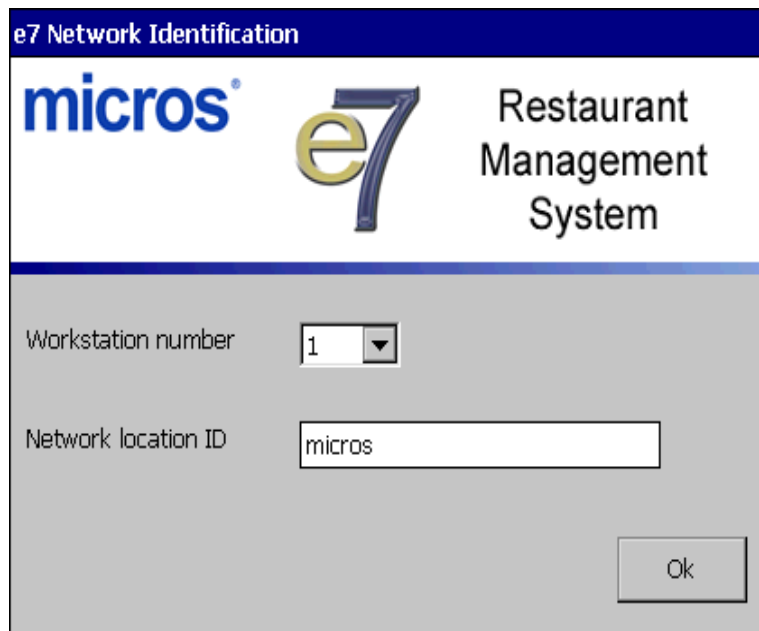 e7 Network Identification
micros®
e7
Restaurant
Management
System
Workstation number
1
Network location ID
micros
Ok